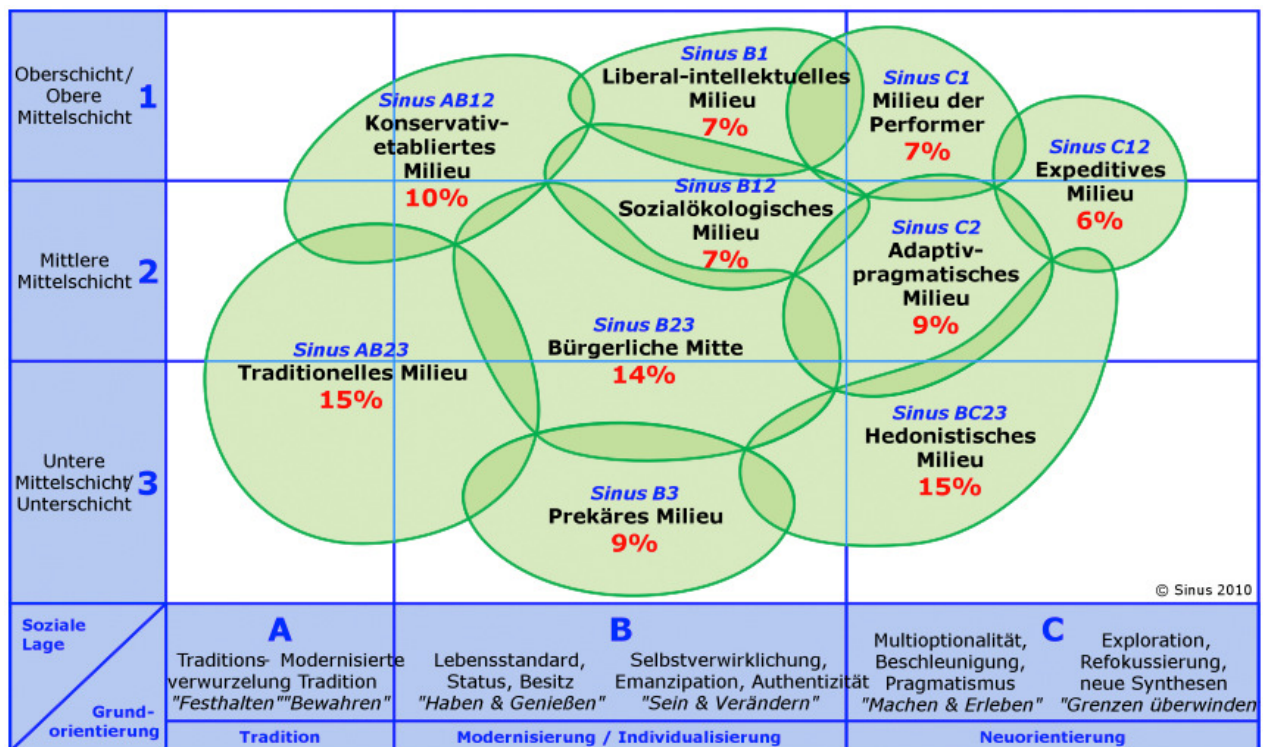 Oberschicht/
Obere
Mittelschicht
1
Mittlere
Mittelschicht
2
Untere
Mittelschicht/
Unterschicht
3
Sinus AB12
Konservativ-
etabliertes
Milieu
10%
Sinus B1
Liberal-intellektuelles
Milieu
7%
Sinus C1
Milieu der
Performer
7%
Sinus C12
Expeditives
Milieu
6%
Sinus B12
Sozialökologisches
Milieu
7%
Sinus C2
Adaptiv-
pragmatisches
Milieu
9%
Sinus AB23
Traditionelles Milieu
15%
Sinus B23
Bürgerliche Mitte
14%
Sinus BC23
Hedonistisches
Milieu
15%
Sinus B3
Prekäres Milieu
9%
© Sinus 2010
Soziale
Lage
Grund-
orientierung
A
Traditions-
verwurzelung
"Festhalten"
Modernisierte
Tradition
"Bewahren"
B
Lebensstandard,
Status, Besitz
"Haben & Genießen"
Selbstverwirklichung,
Emanzipation, Authentizität
"Sein & Verändern"
C
Multioptionalität,
Beschleunigung,
Pragmatismus
"Machen & Erleben"
Exploration,
Refokussierung,
neue Synthesen
"Grenzen überwinden
Tradition
Modernisierung / Individualisierung
Neuorientierung